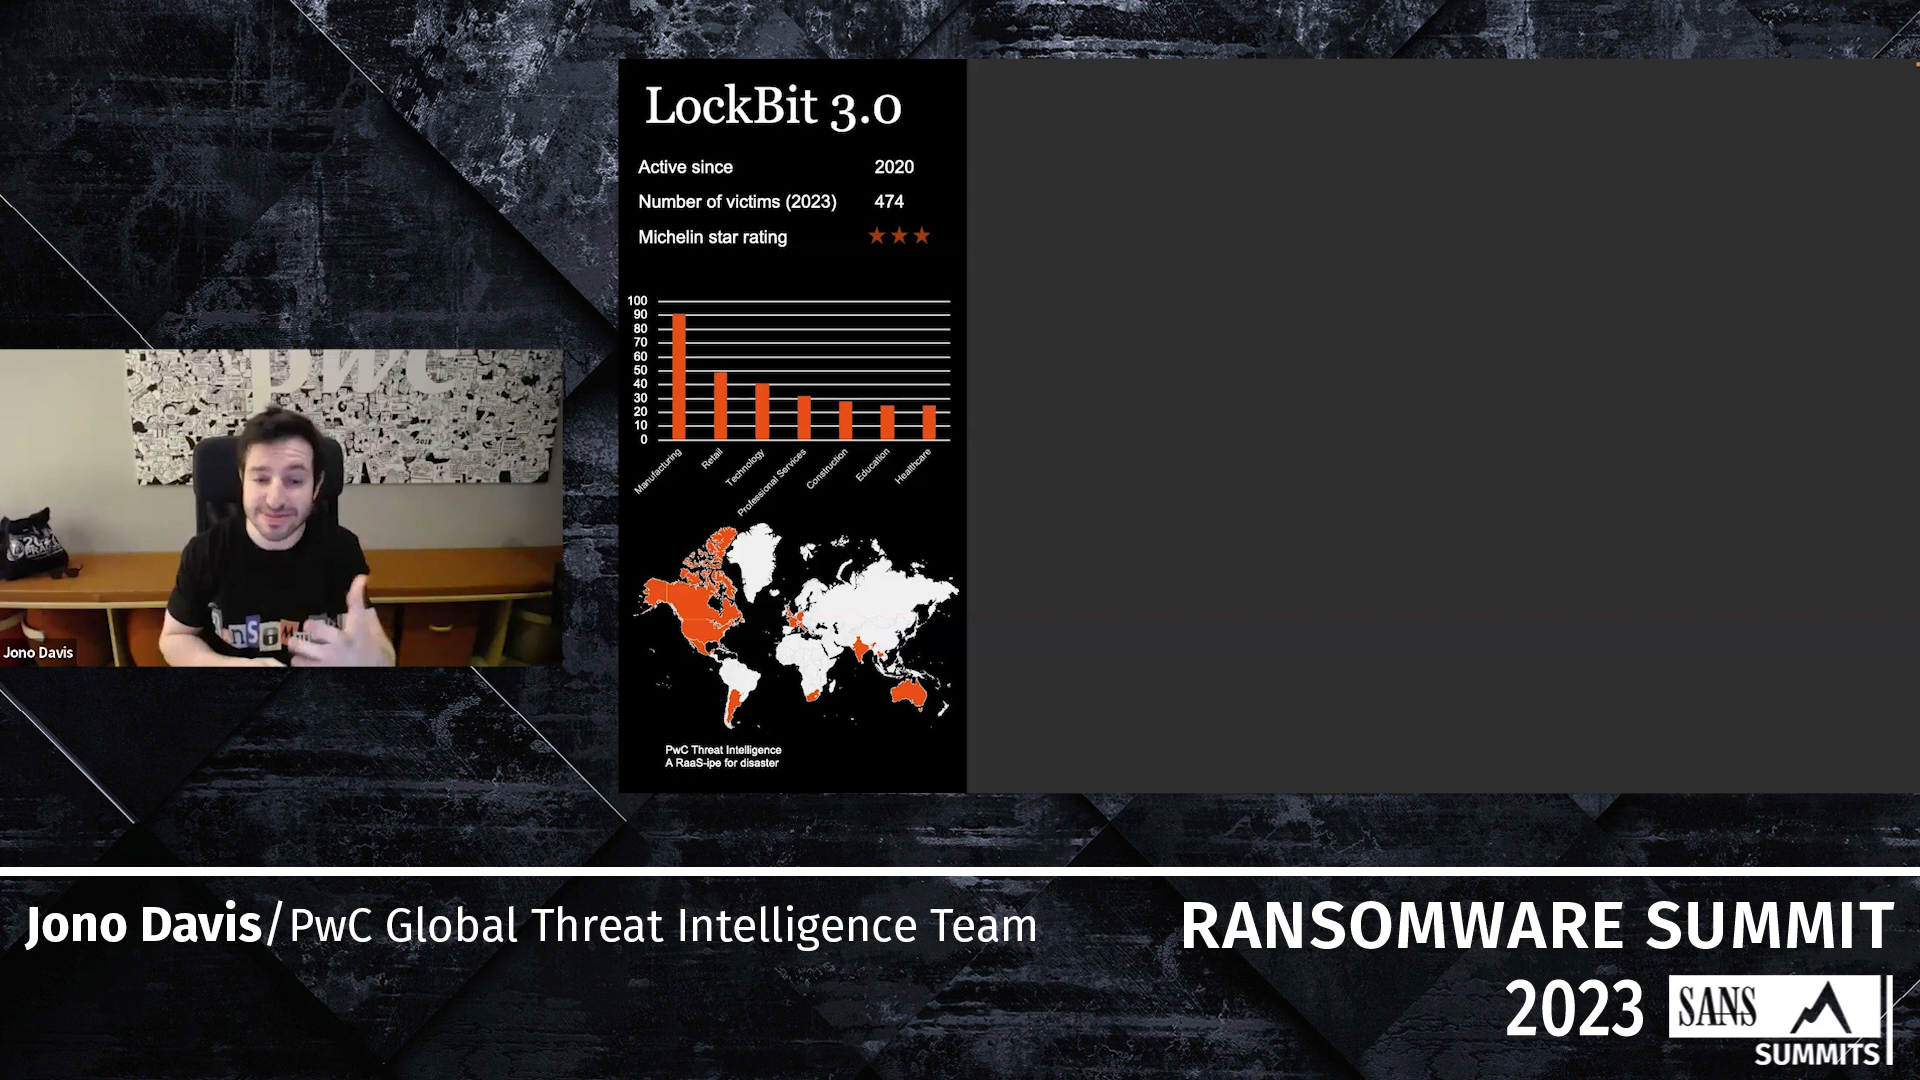 LockBit 3.0
Active since 2020
Number of victims (2023) 474
Michelin star rating
100
90
80
70
60
50
40
30
20
10
0
Manufacturing
Retail
Technology
Professional Services
Construction
Education
Healthcare
PwC Threat Intelligence
A RaaS-ipe for disaster
pwc
Jono Davis
Jono Davis/PwC Global Threat Intelligence Team
RANSOMWARE SUMMIT
2023
SANS
SUMMITS